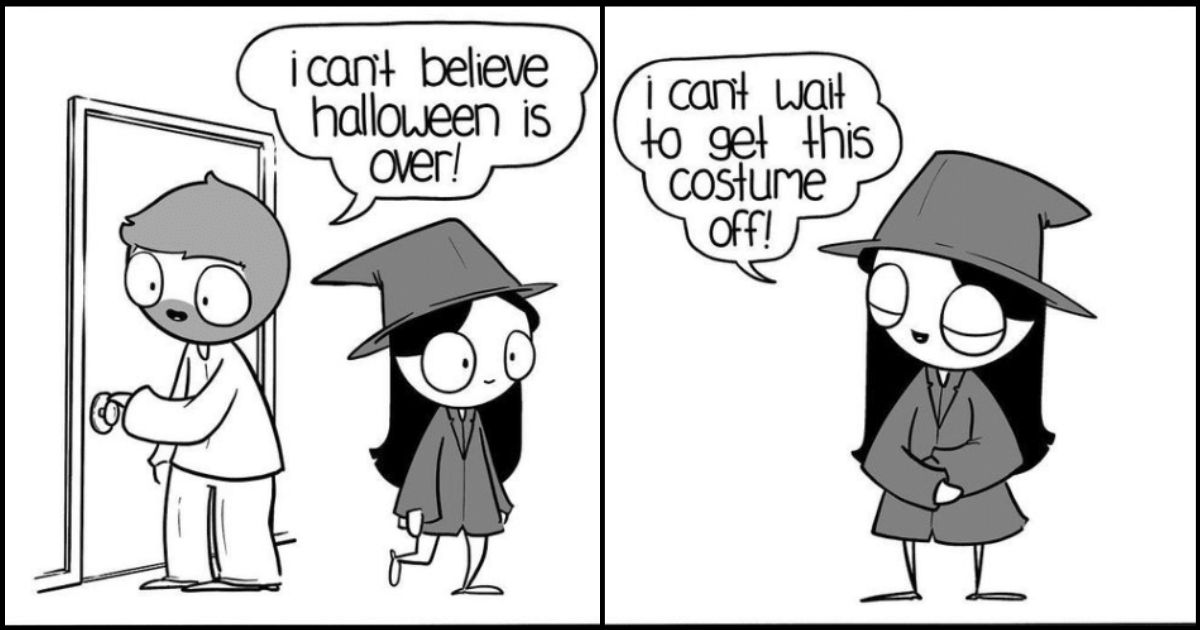 i can't believe
halloween is
over!
i can't wait
to get this
costume
off!